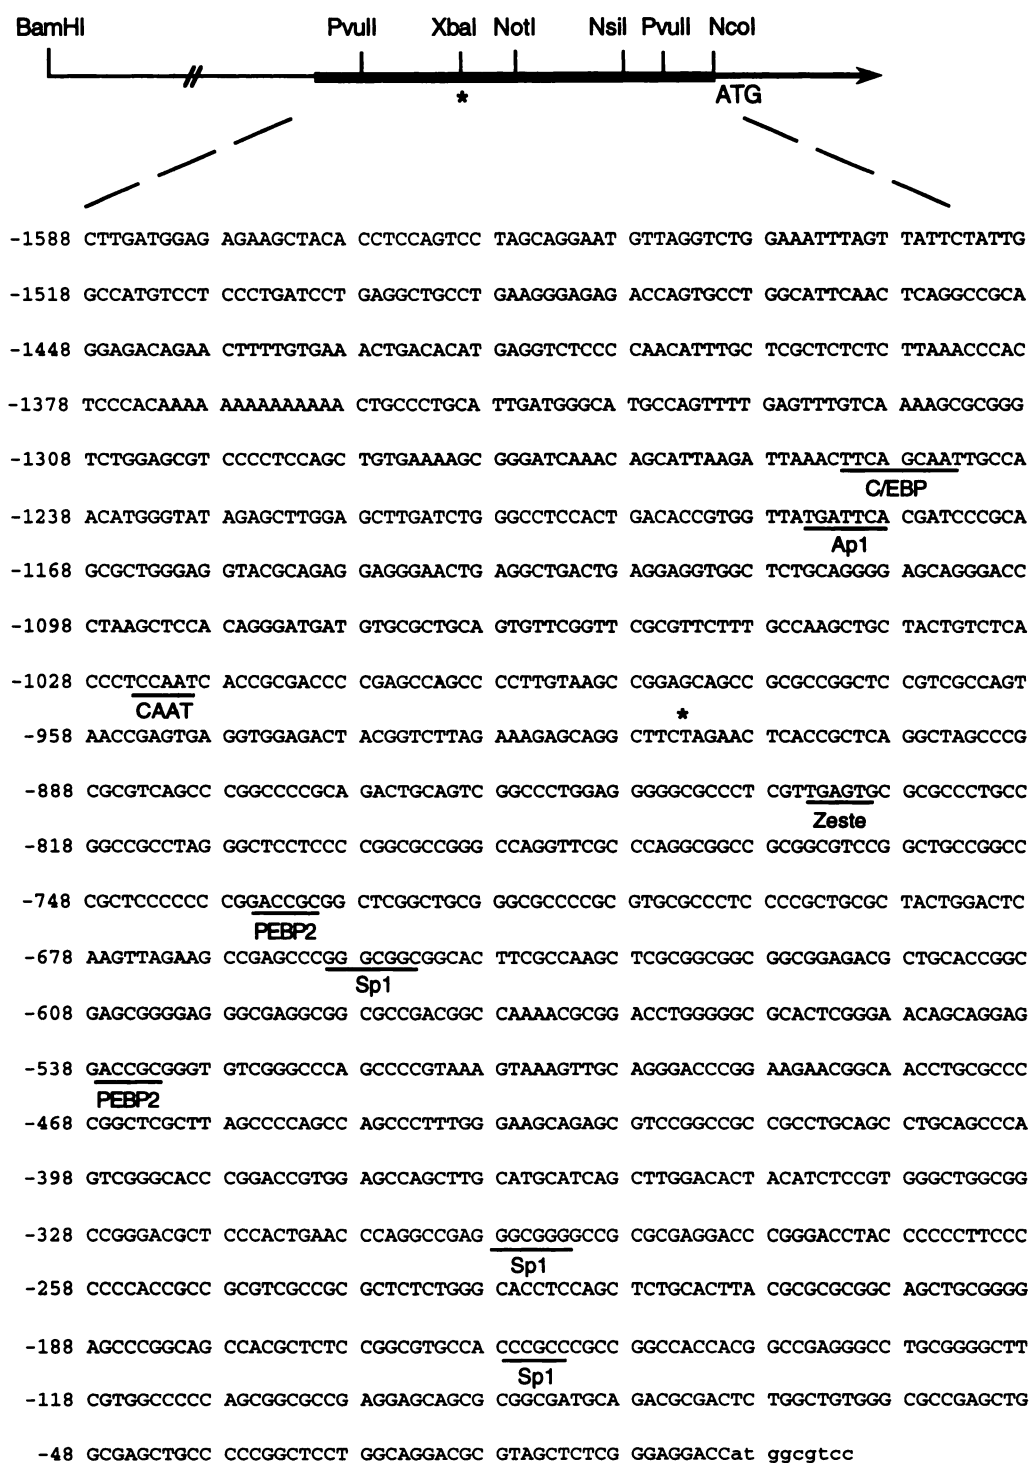 BamHI PvuII XbaI NotI NsiI PvuII NcoI
*
ATG
-1588 CTTGATGGAG AGAAGCTACA CCTCCAGTCC TAGCAGGAAT GTTAGGTCTG GAAATTTAGT TATTCTATTG
-1518 GCCATGTCCT CCCTGATCCT GAGGCTGCCT GAAGGGAGAG ACCAGTGCCT GGCATTCAAC TCAGGCCGCA
-1448 GGAGACAGAA CTTTTGTGAA ACTGACACAT GAGGTCTCCC CAACATTTGC TCGCTCTCTC TTAAACCCAC
-1378 TCCCACAAAA AAAAAAAAAA CTGCCCTGCA TTGATGGGCA TGCCAGTTTT GAGTTTGTCA AAAGCGCGGG
-1308 TCTGGAGCGT CCCCTCCAGC TGTGAAAAGC GGGATCAAAC AGCATTAAGA TTAAACTTCA GCAATTGCCA
C/EBP
-1238 ACATGGGTAT AGAGCTTGGA GCTTGATCTG GGCCTCCACT GACACCGTGG TTATGATTCA CGATCCCGCA
Ap1
-1168 GCGCTGGGAG GTACGCAGAG GAGGGAACTG AGGCTGACTG AGGAGGTGGC TCTGCAGGGG AGCAGGGACC
-1098 CTAAGCTCCA CAGGGATGAT GTGCGCTGCA GTGTTCGGTT CGCGTTCTTT GCCAAGCTGC TACTGTCTCA
-1028 CCCTCCAATC ACCGCGACCC CGAGCCAGCC CCTTGTAAGC CGGAGCAGCC GCGCCGGCTC CGTCGCCAGT
CAAT
*
-958 AACCGAGTGA GGTGGAGACT ACGGTCTTAG AAAGAGCAGG CTTCTAGAAC TCACCGCTCA GGCTAGCCCG
-888 CGCGTCAGCC CGGCCCCGCA GACTGCAGTC GGCCCTGGAG GGGGCGCCCT CGTTGAGTGC GCGCCCTGCC
Zeste
-818 GGCCGCCTAG GGCTCCTCCC CGGCGCCGGG CCAGGTTCGC CCAGGCGGCC GCGGCGTCCG GCTGCCGGCC
-748 CGCTCCCCCC CGGACCGCGG CTCGGCTGCG GGCGCCCCGC GTGCGCCCTC CCCGCTGCGC TACTGGACTC
PEBP2
-678 AAGTTAGAAG CCGAGCCCGG GCGGCGGCAC TTCGCCAAGC TCGCGGCGGC GGCGGAGACG CTGCACCGGC
Sp1
-608 GAGCGGGGAG GGCGAGGCGG CGCCGACGGC CAAAACGCGG ACCTGGGGGC GCACTCGGGA ACAGCAGGAG
-538 GACCGCGGGT GTCGGGCCCA GCCCCGTAAA GTAAAGTTGC AGGGACCCGG AAGAACGGCA ACCTGCGCCC
PEBP2
-468 CGGCTCGCTT AGCCCCAGCC AGCCCTTTGG GAAGCAGAGC GTCCGGCCGC CGCCTGCAGC CCTGCAGCCCA
-398 GTCGGGCACC CGGACCGTGG AGCCAGCTTG CATGCATCAG CTTGGACACT ACATCTCCGT GGGCTGGCGG
-328 CCGGGACGCT CCCACTGAAC CCAGGCCGAG GGCGGGGCCG CGCGAGGACC CGGGACCTAC CCCCCTTCCC
Sp1
-258 CCCCACCGCC GCGTCGCCGC GCTCTCTGGG CACCTCCAGC TCTGCACTTA CGCGCGCGGC AGCTGCGGGG
-188 AGCCCGGCAG CCACGCTCTC CGGCGTGCCA CCCGCCCGCC GGCCACCACG GCCGAGGGCC TGCGGGGCTT
Sp1
-118 CGTGGCCCCC AGCGGCGCCG AGGAGCAGCG CGGCGATGCA GACGCGACTC TGGCTGTGGG CGCCGAGCTG
-48 GCGAGCTGCC CCCGGCTCCT GGCAGGACGC GTAGCTCTCG GGAGGACCat ggcgtcc